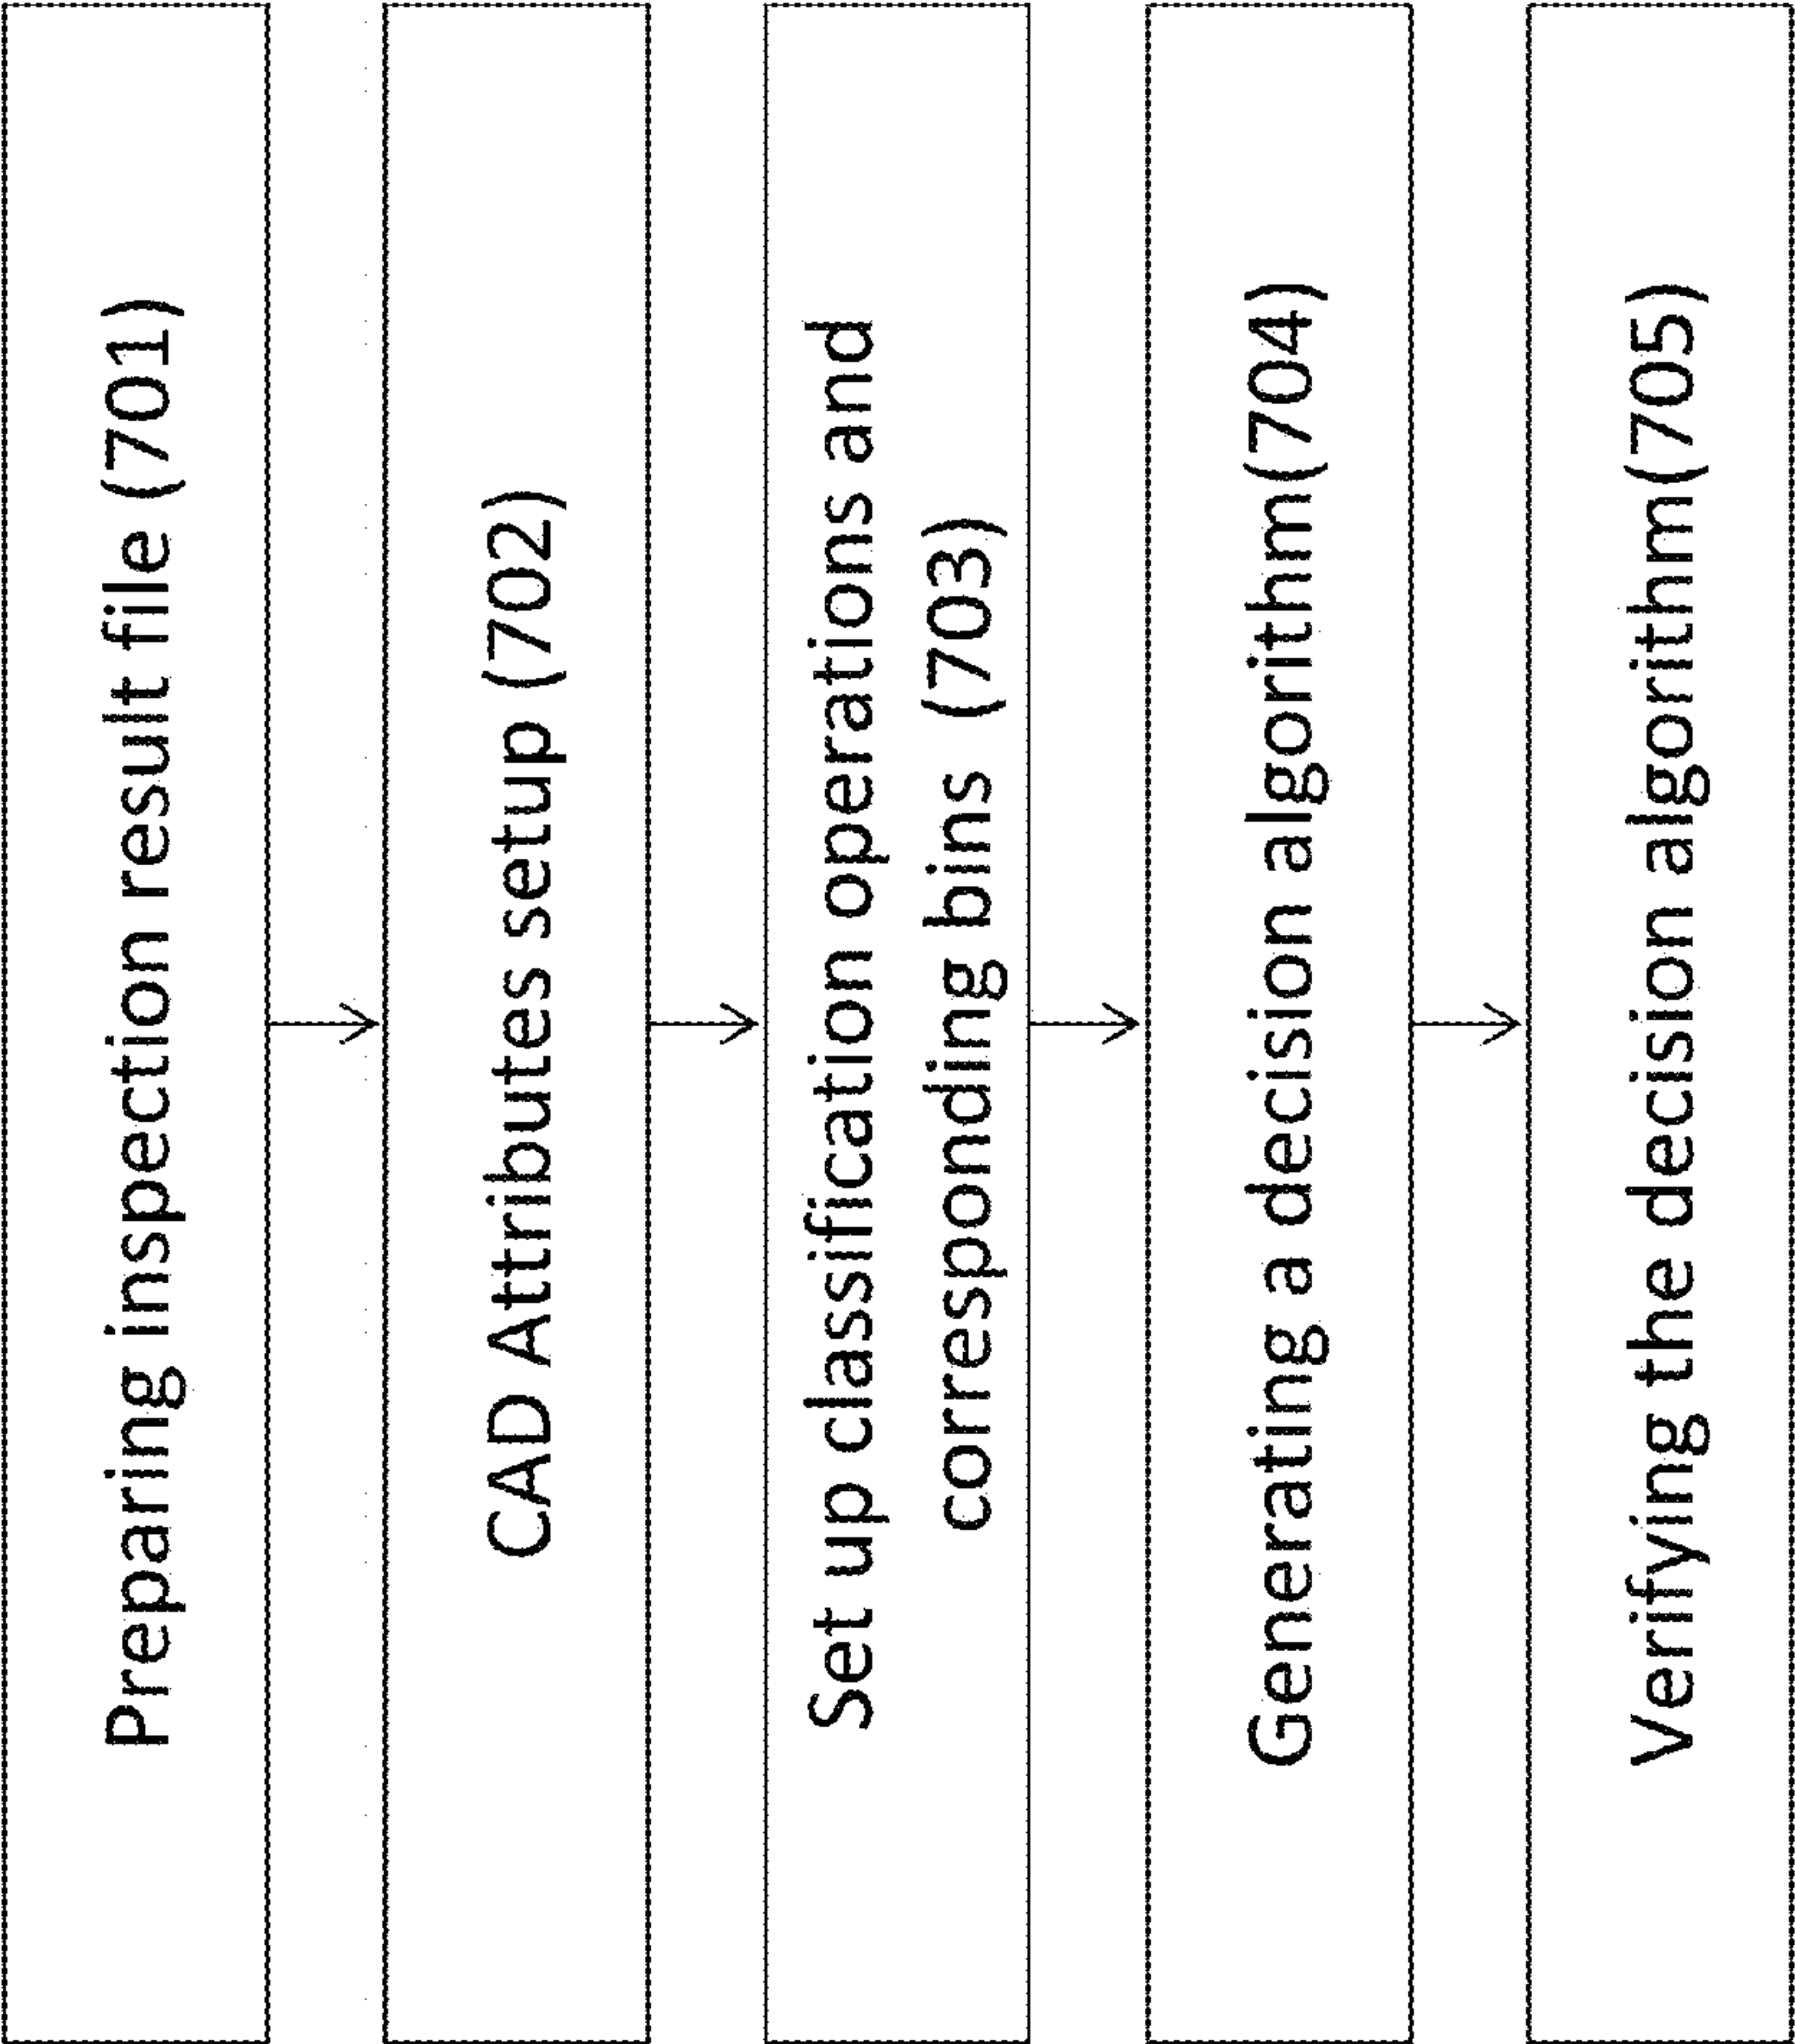 Preparing inspection result file (701)
CAD Attributes setup (702)
Set up classification operations and
corresponding bins (703)
Generating a decision algorithm(704)
Verifying the decision algorithm(705)